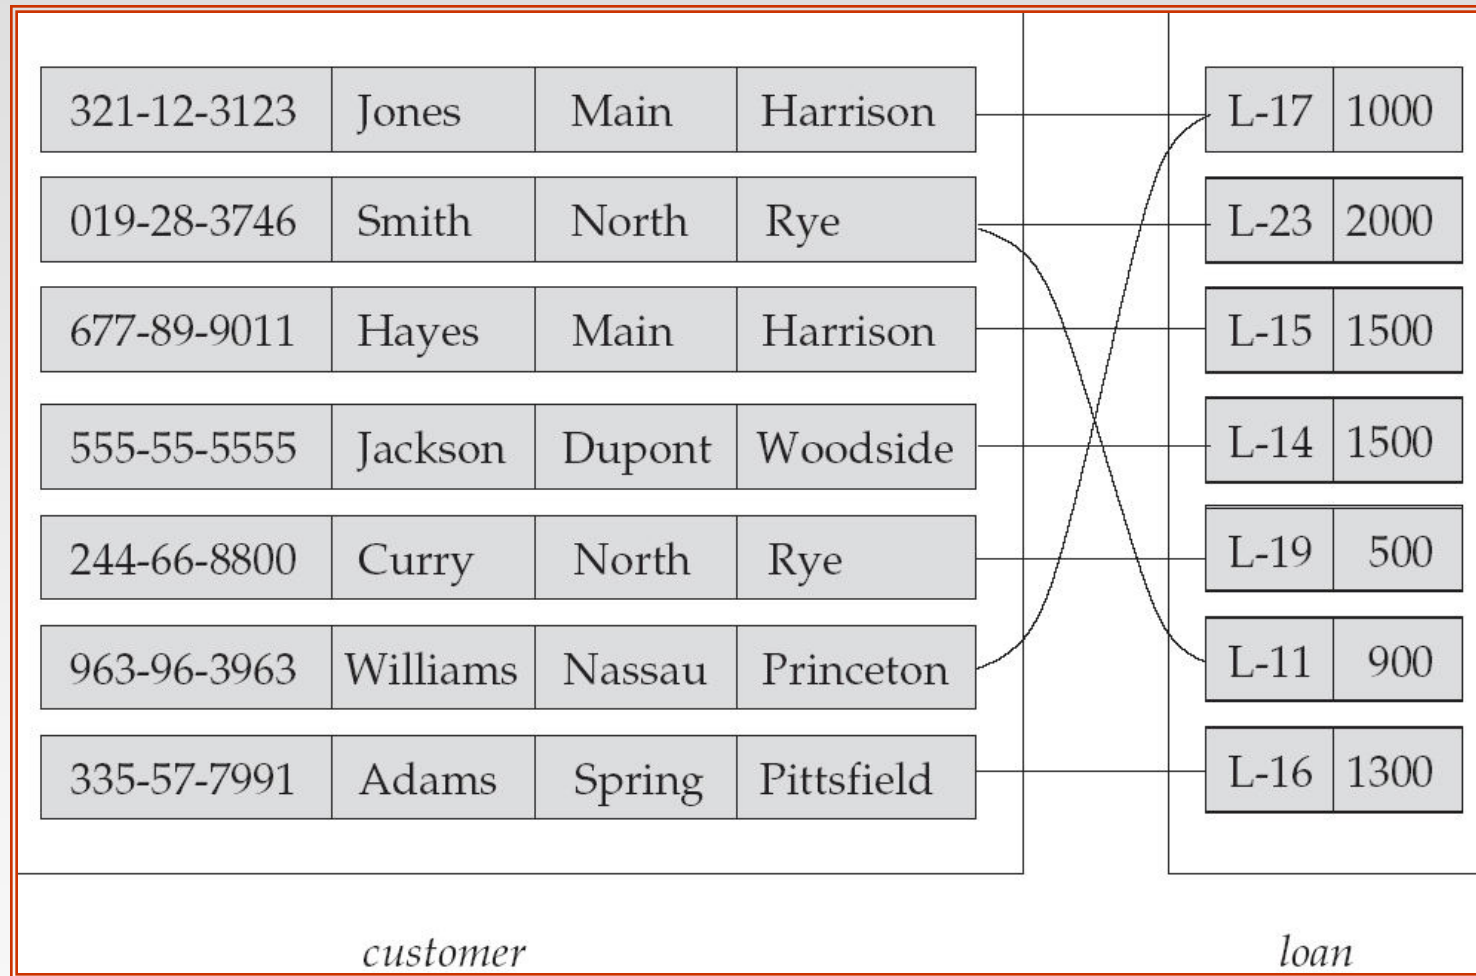 321-12-3123 Jones Main Harrison L-17 1000
019-28-3746 Smith North Rye L-23 2000
677-89-9011 Hayes Main Harrison L-15 1500
555-55-5555 Jackson Dupont Woodside L-14 1500
244-66-8800 Curry North Rye L-19 500
963-96-3963 Williams Nassau Princeton L-11 900
335-57-7991 Adams Spring Pittsfield L-16 1300
customer loan